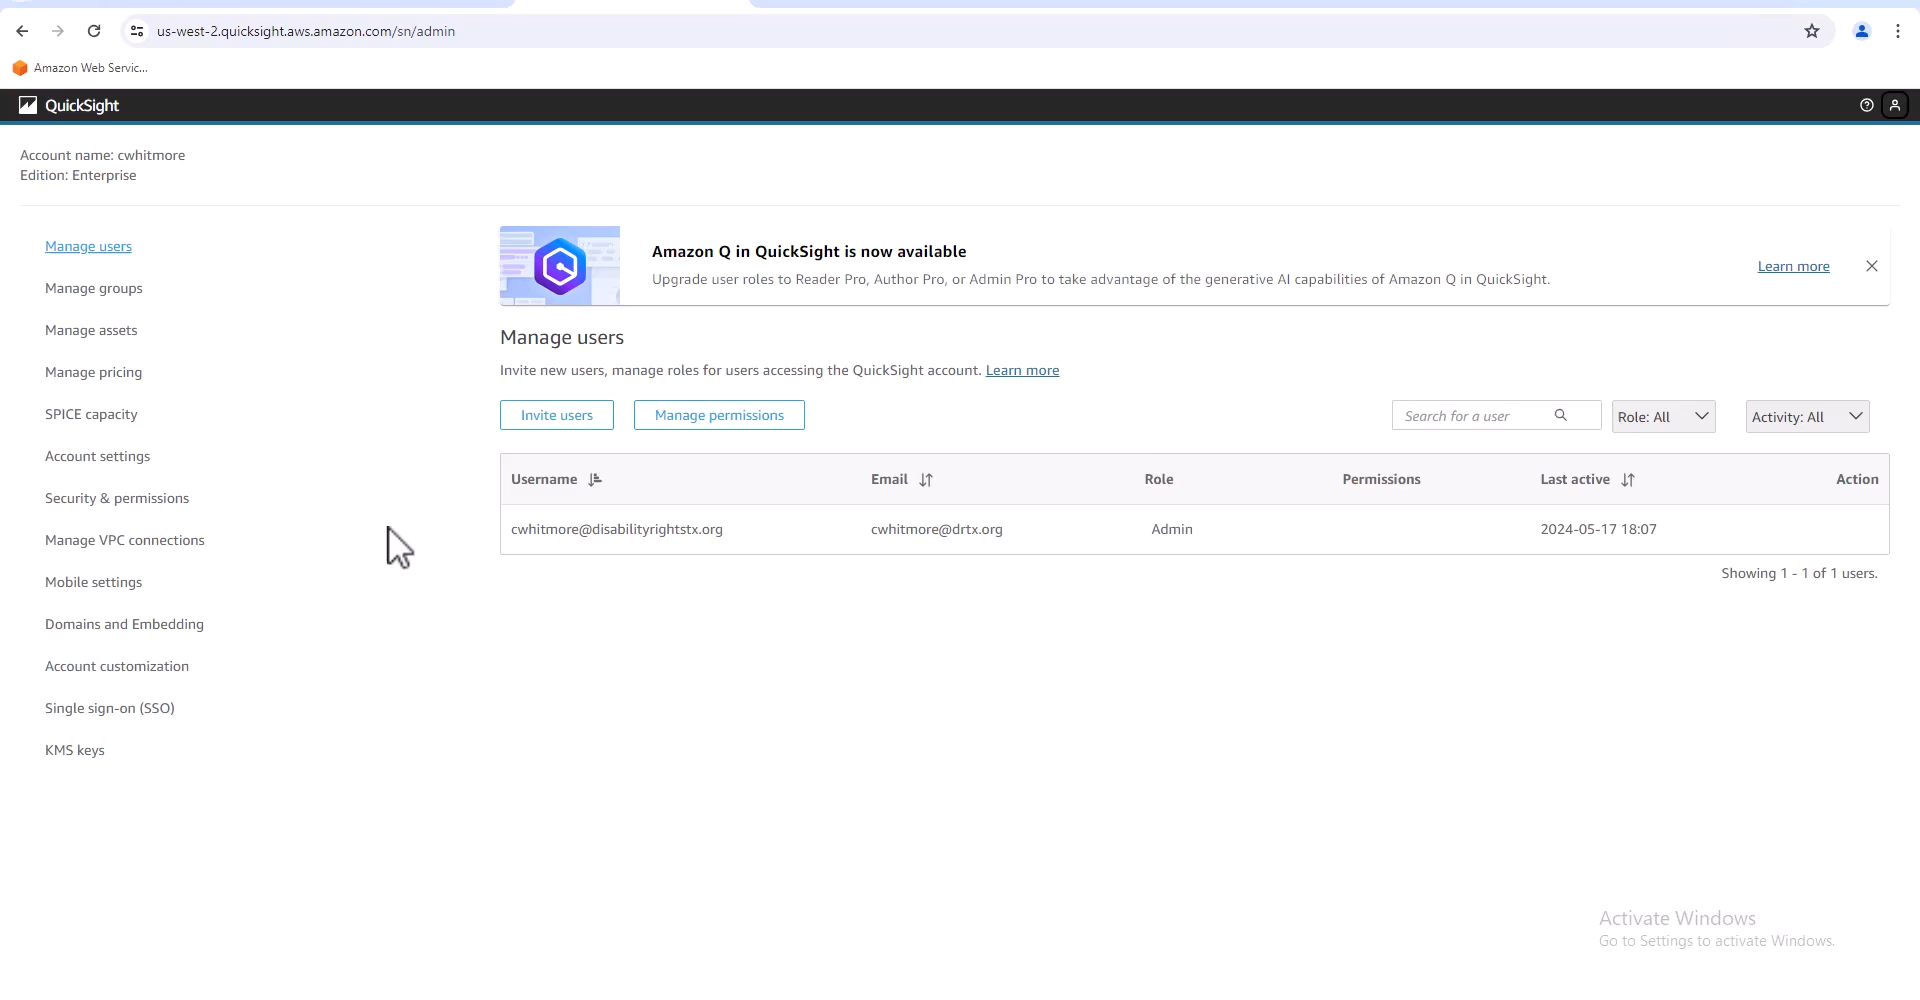 us-west-2.quicksight.aws.amazon.com/sn/admin
Amazon Web Servic...
QuickSight
Account name: cwhitmore
Edition: Enterprise
Manage users
Manage groups
Manage assets
Manage pricing
SPICE capacity
Account settings
Security & permissions
Manage VPC connections
Mobile settings
Domains and Embedding
Account customization
Single sign-on (SSO)
KMS keys
Amazon Q in QuickSight is now available
Upgrade user roles to Reader Pro, Author Pro, or Admin Pro to take advantage of the generative AI capabilities of Amazon Q in QuickSight.
Learn more
Manage users
Invite new users, manage roles for users accessing the QuickSight account. Learn more
Invite users Manage permissions Search for a user Role: All Activity: All
Username Email Role Permissions Last active Action
cwhitmore@disabilityrightstx.org cwhitmore@drtx.org Admin 2024-05-17 18:07
Showing 1 - 1 of 1 users.
Activate Windows
Go to Settings to activate Windows.